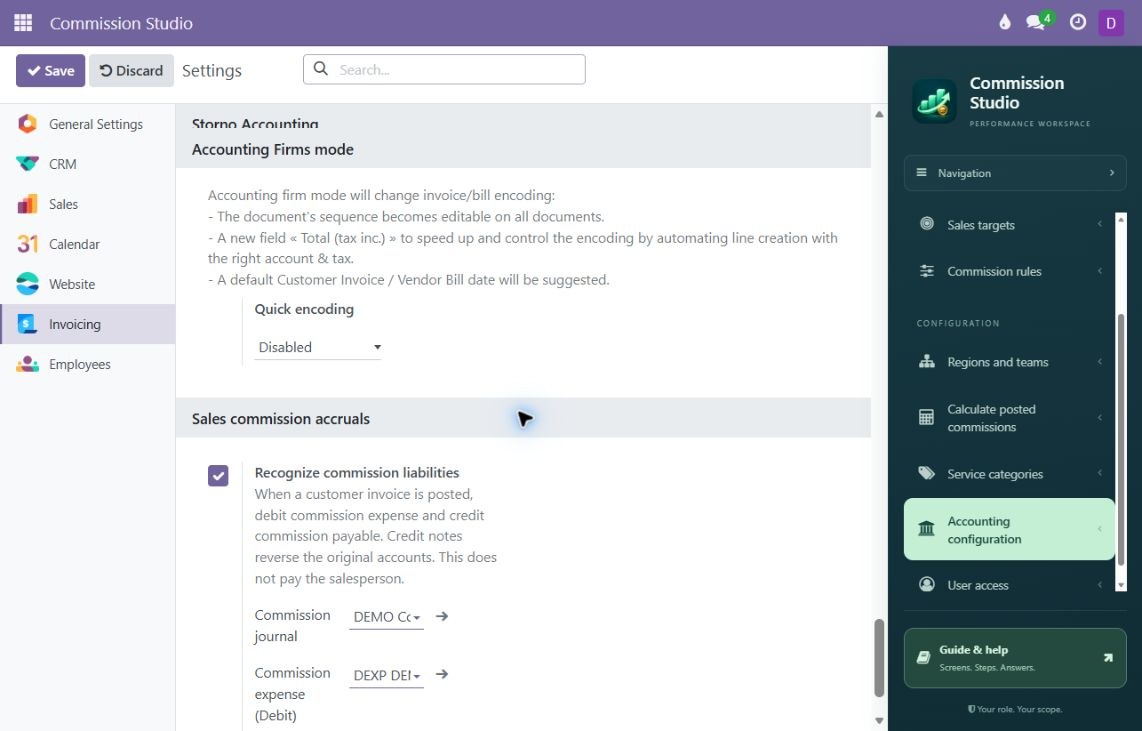 Commission Studio
4
D
Save
Discard
Settings
Search...
General Settings
CRM
Sales
31
Calendar
Website
Invoicing
Employees
Storno Accounting
Accounting Firms mode
Accounting firm mode will change invoice/bill encoding:
- The document's sequence becomes editable on all documents.
- A new field « Total (tax inc.) » to speed up and control the encoding by automating line creation with
the right account & tax.
- A default Customer Invoice / Vendor Bill date will be suggested.
Quick encoding
Disabled
Sales commission accruals
Recognize commission liabilities
When a customer invoice is posted,
debit commission expense and credit
commission payable. Credit notes
reverse the original accounts. This does
not pay the salesperson.
Commission
journal
DEMO Co
Commission
expense
(Debit)
DEXP DEM
Commission
Studio
PERFORMANCE WORKSPACE
Navigation
Sales targets
Commission rules
CONFIGURATION
Regions and teams
Calculate posted
commissions
Service categories
Accounting
configuration
User access
Guide & help
Screens. Steps. Answers.
Your role. Your scope.